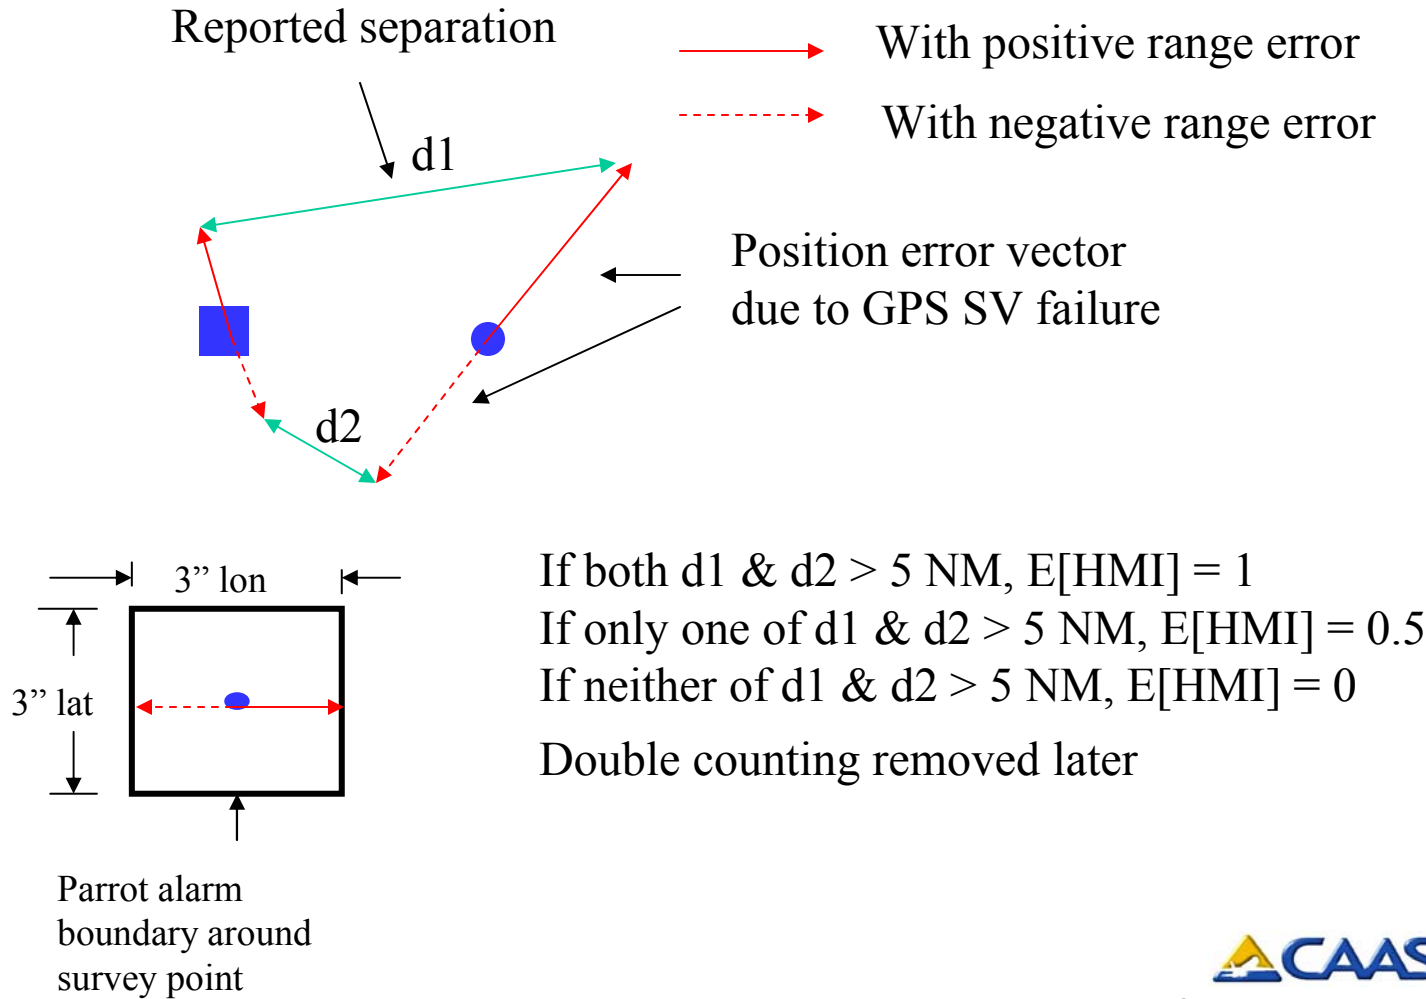 Reported separation
With positive range error
With negative range error
d1
Position error vector
due to GPS SV failure
d2
3” lon
3” lat
If both d1 & d2 > 5 NM, E[HMI] = 1
If only one of d1 & d2 > 5 NM, E[HMI] = 0.5
If neither of d1 & d2 > 5 NM, E[HMI] = 0
Double counting removed later
Parrot alarm
boundary around
survey point
CAAS